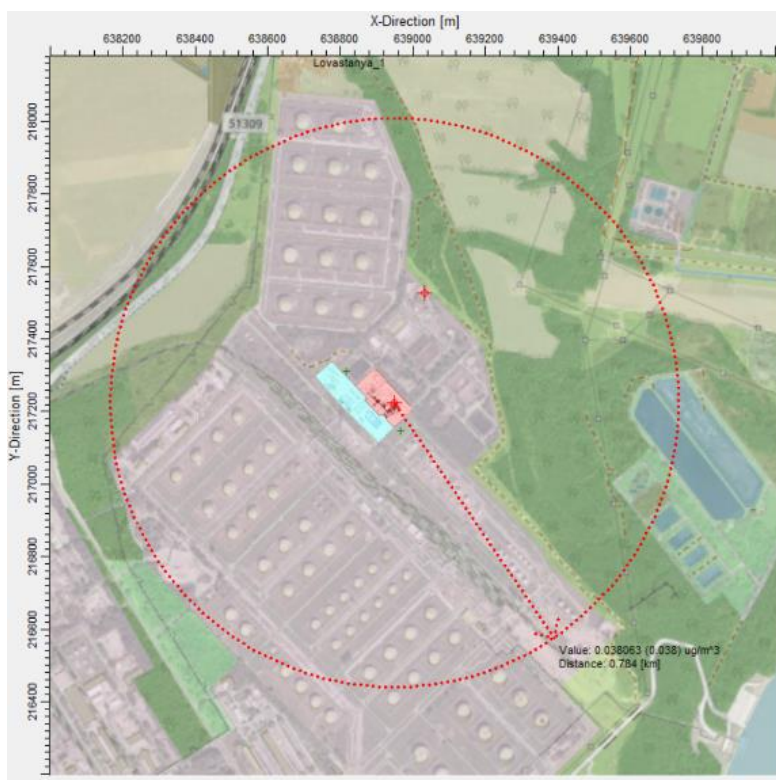 X-Direction [m]
638200 638400 638600 638800 639000 639200 639400 639600 639800
Lovastanya_1
51309
Y-Direction [m]
218000
217800
217600
217400
217200
217000
216800
216600
216400
Value: 0.038063 (0.038) ug/m^3
Distance: 0.784 [km]